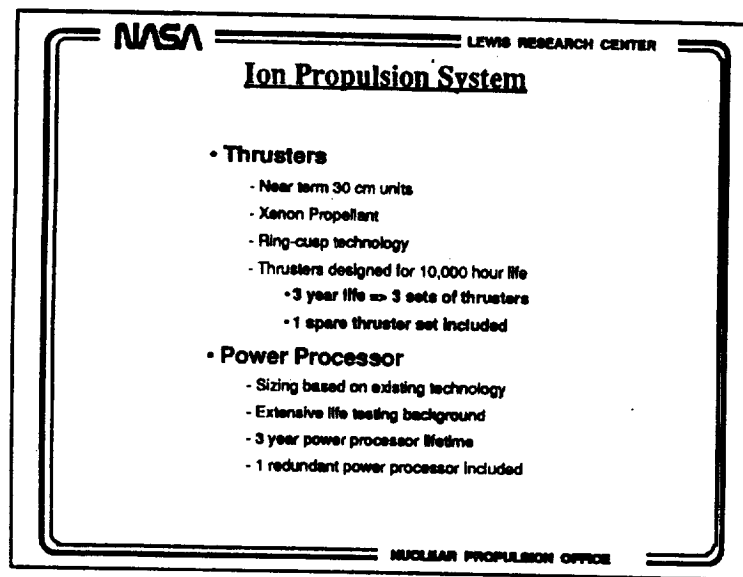 NASA
LEWIS RESEARCH CENTER
Ion Propulsion System
• Thrusters
- Near term 30 cm units
- Xenon Propellant
- Ring-cusp technology
- Thrusters designed for 10,000 hour life
• 3 year life => 3 sets of thrusters
• 1 spare thruster set included
• Power Processor
- Sizing based on existing technology
- Extensive life testing background
- 3 year power processor lifetime
- 1 redundant power processor included
NUCLEAR PROPULSION OFFICE